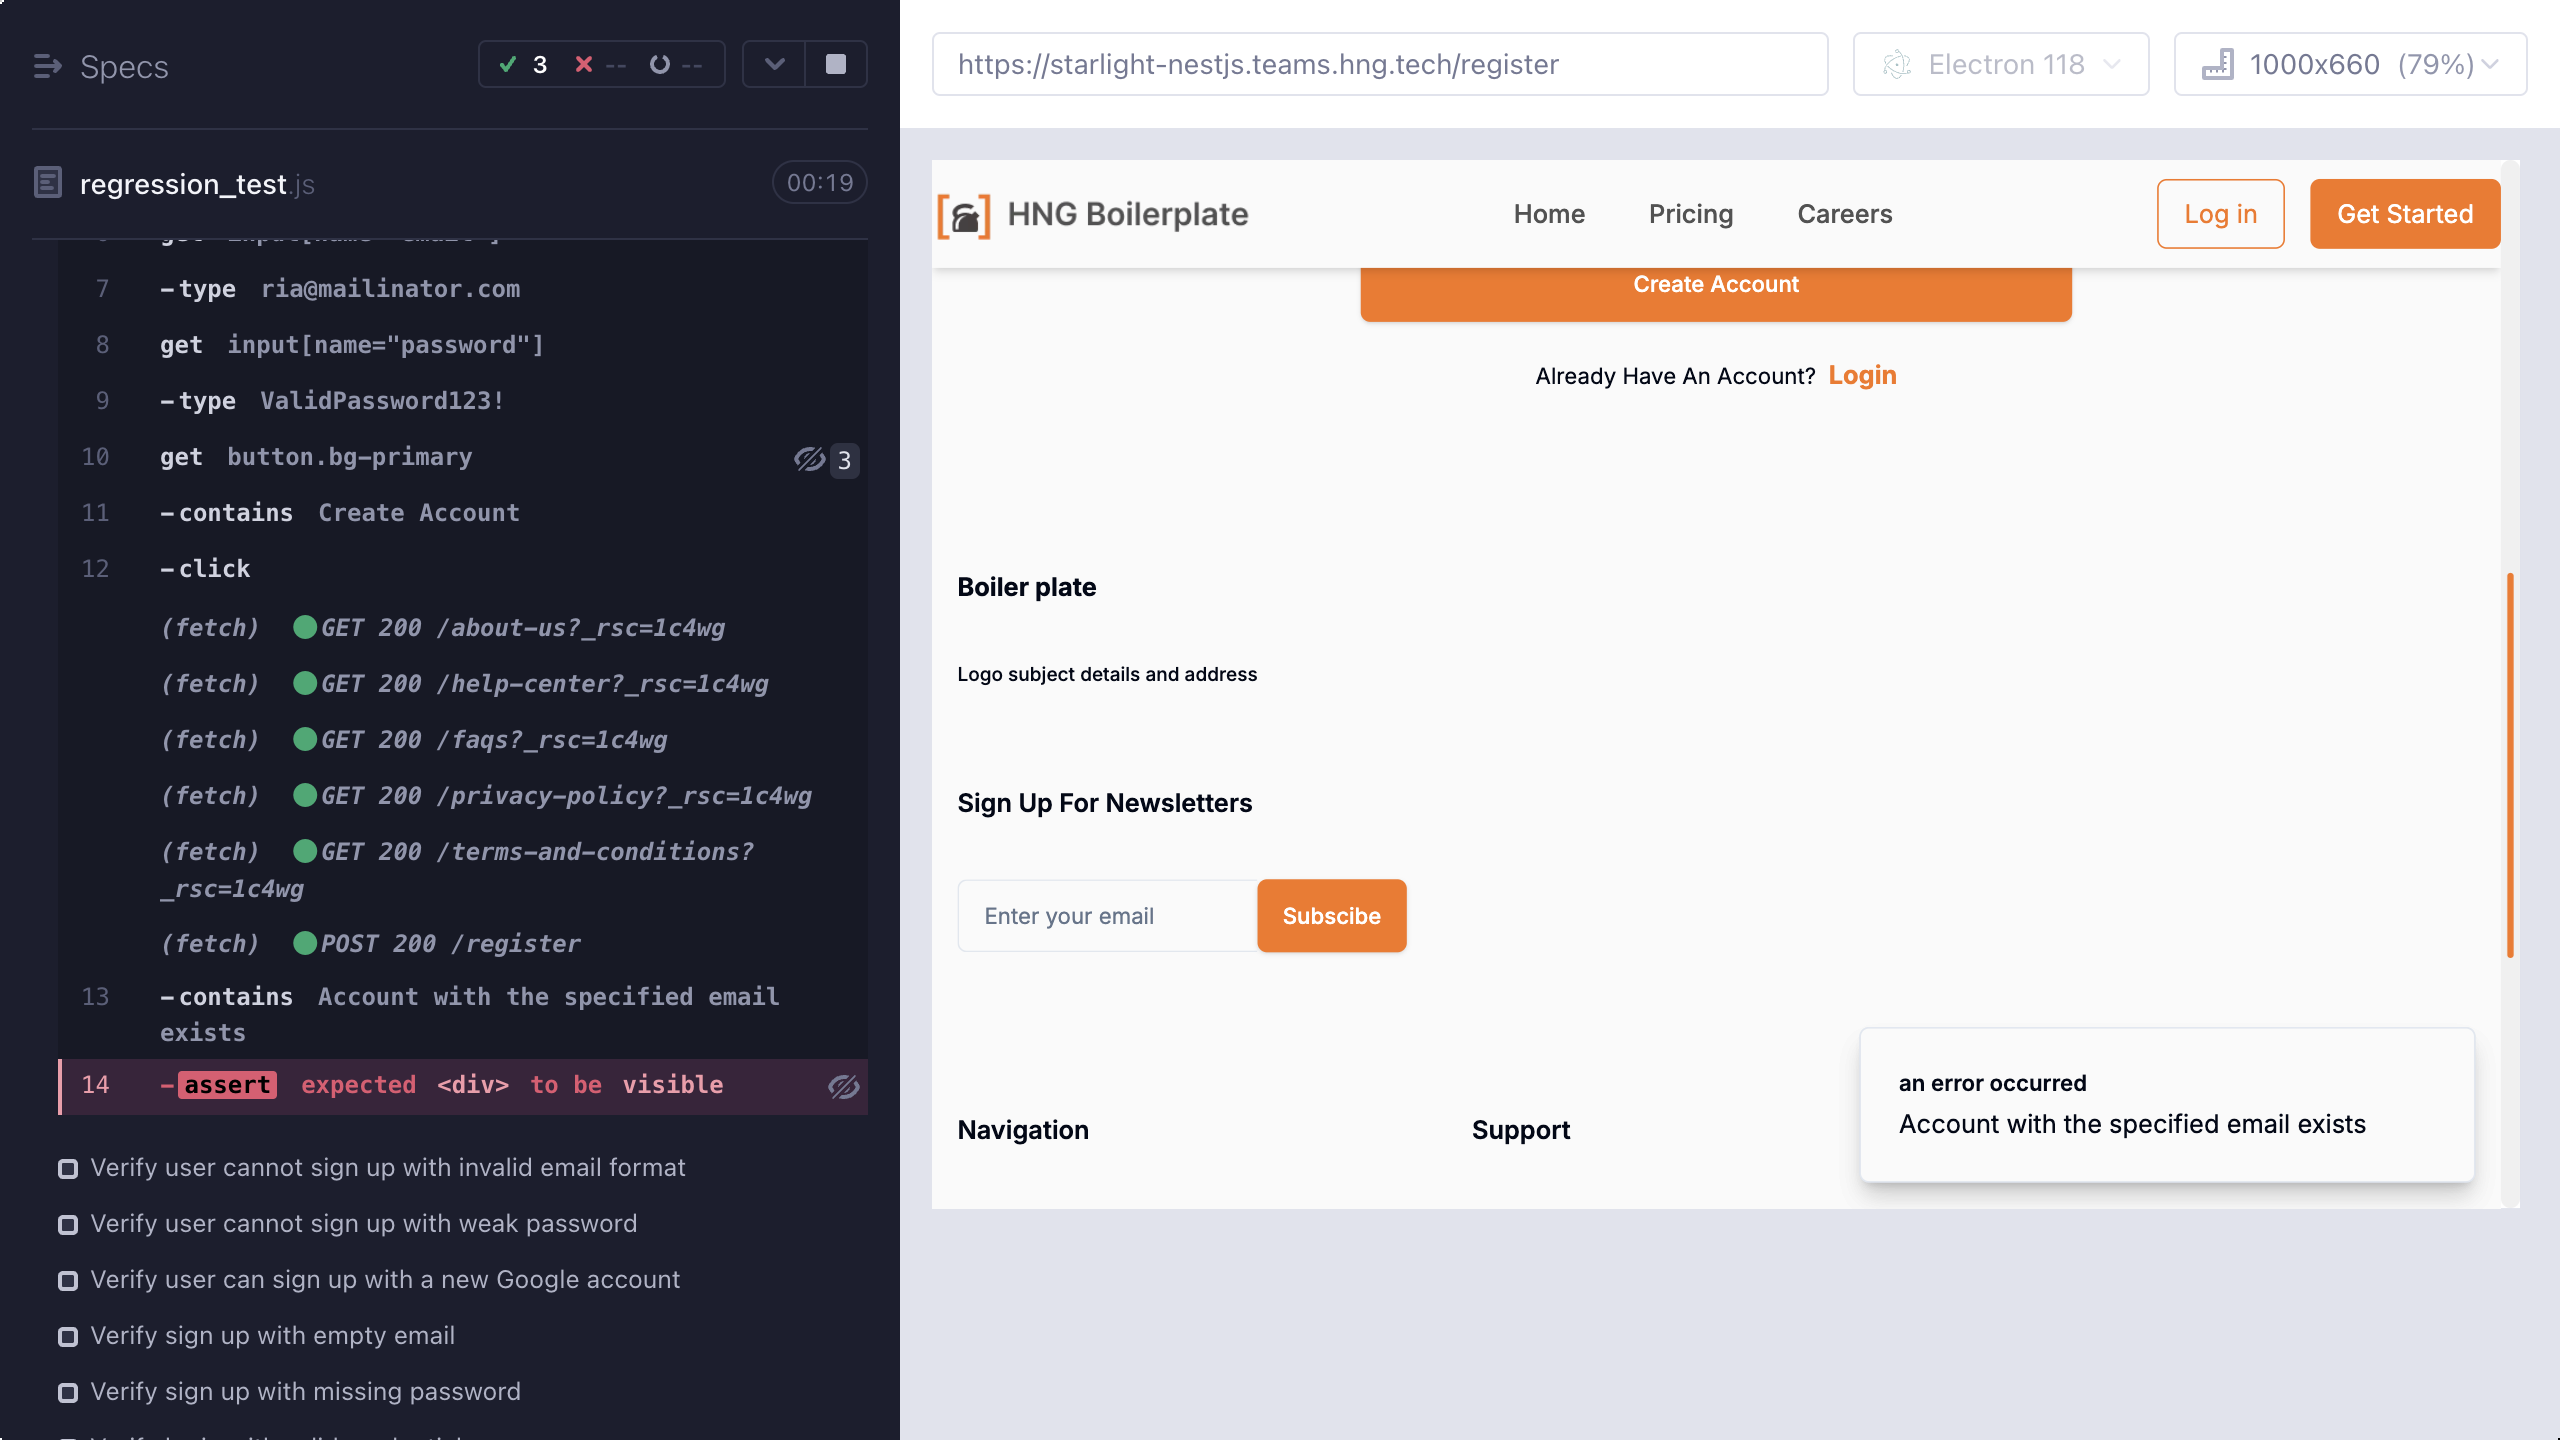 Specs
3 -- --
regression_test.js
00:19
7 -type ria@mailinator.com
8 get input[name="password"]
9 -type ValidPassword123!
10 get button.bg-primary 3
11 -contains Create Account
12 -click
(fetch) GET 200 /about-us?_rsc=1c4wg
(fetch) GET 200 /help-center?_rsc=1c4wg
(fetch) GET 200 /faqs?_rsc=1c4wg
(fetch) GET 200 /privacy-policy?_rsc=1c4wg
(fetch) GET 200 /terms-and-conditions?
_rsc=1c4wg
(fetch) POST 200 /register
13 -contains Account with the specified email
exists
14 -assert expected <div> to be visible
Verify user cannot sign up with invalid email format
Verify user cannot sign up with weak password
Verify user can sign up with a new Google account
Verify sign up with empty email
Verify sign up with missing password
https://starlight-nestjs.teams.hng.tech/register
Electron 118
1000x660 (79%)
HNG Boilerplate
Home
Pricing
Careers
Log in
Get Started
Create Account
Already Have An Account? Login
Boiler plate
Logo subject details and address
Sign Up For Newsletters
Enter your email
Subscibe
Navigation
Support
an error occurred
Account with the specified email exists